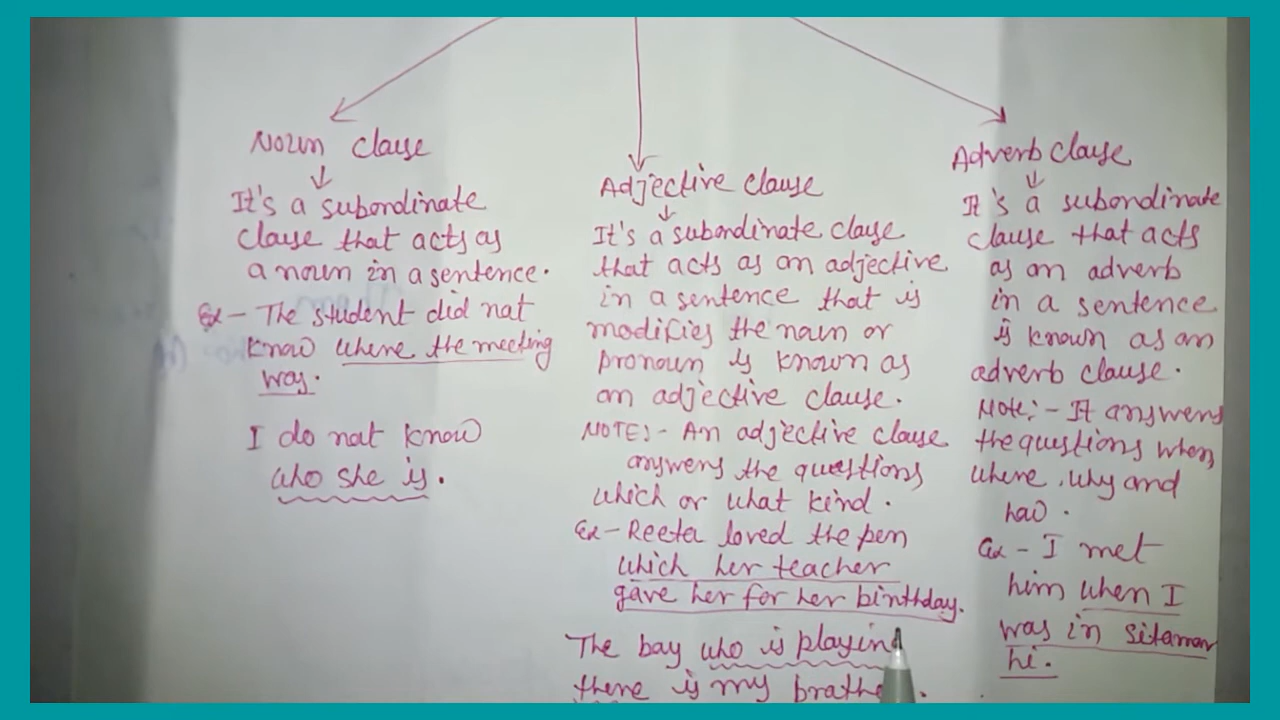 Noun clause
It's a subordinate
clause that acts as
a noun in a sentence.
Ex - The student did not
know where the meeting
was.
I do not know
who she is.
Adjective clause
It's a subordinate clause
that acts as an adjective
in a sentence that is
modifies the noun or
pronoun is known as
an adjective clause.
NOTE:- An adjective clause
answers the questions
which or what kind.
Ex - Reeta loved the pen
which her teacher
gave her for her birthday.
The boy who is playing
there is my brothe
Adverb clause
It's a subordinate
clause that acts
as an adverb
in a sentence
is known as an
adverb clause.
Note:- It answers
the questions when,
where, why and
how.
Ex - I met
him when I
was in sitamar
hi.